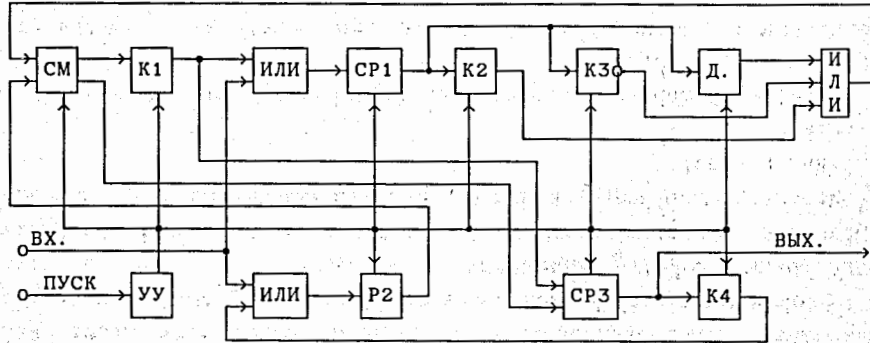 СМ К1 ИЛИ СР1 К2 К3 Д. И
Л
И
ВХ. ВЫХ.
ПУСК УУ ИЛИ Р2 СР3 К4